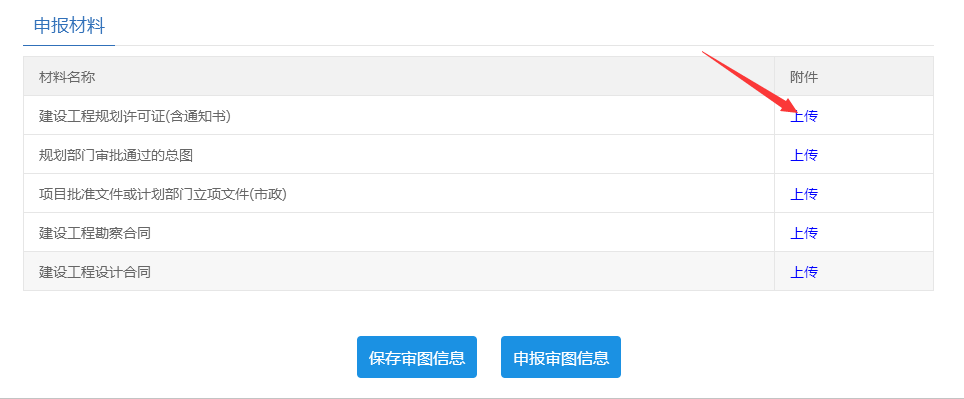 申报材料
材料名称 附件
建设工程规划许可证(含通知书) 上传
规划部门审批通过的总图 上传
项目批准文件或计划部门立项文件(市政) 上传
建设工程勘察合同 上传
建设工程设计合同 上传
保存审图信息 申报审图信息